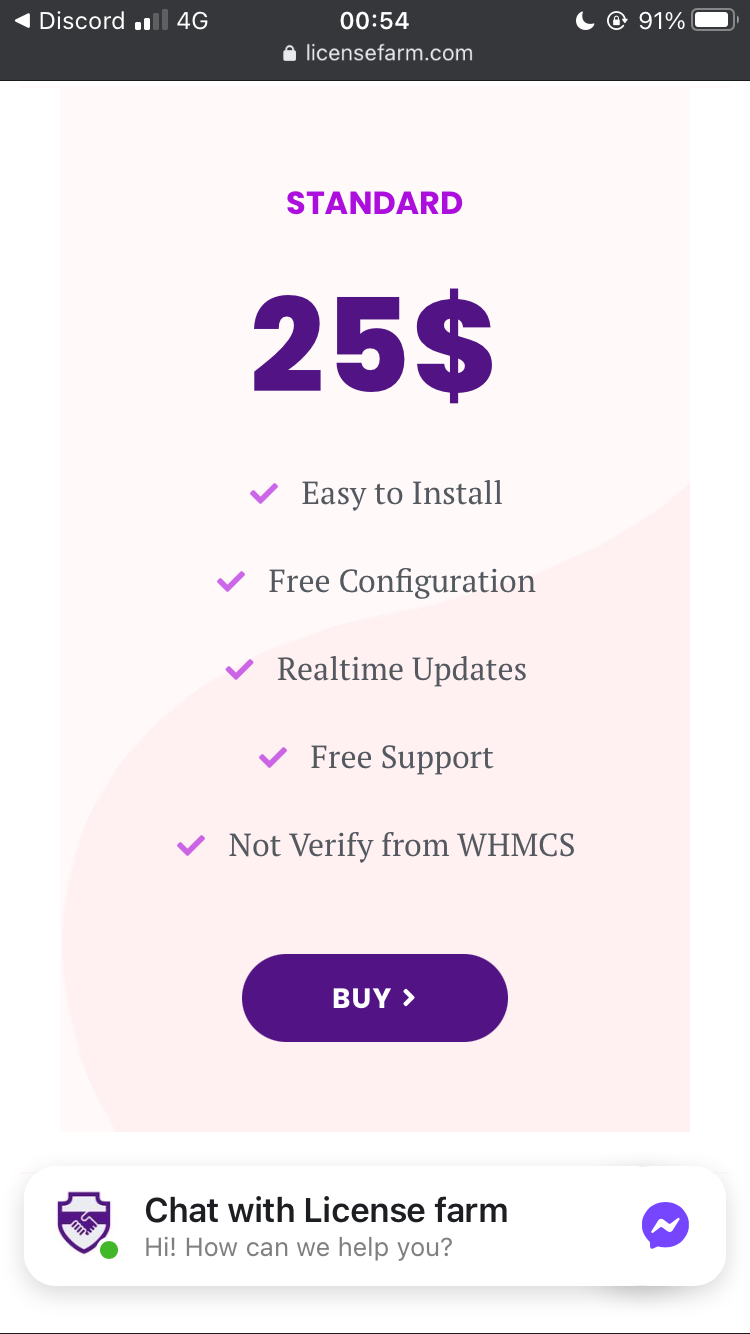 Discord 4G 00:54 91%
licensefarm.com
STANDARD
25$
Easy to Install
Free Configuration
Realtime Updates
Free Support
Not Verify from WHMCS
BUY >
Chat with License farm
Hi! How can we help you?